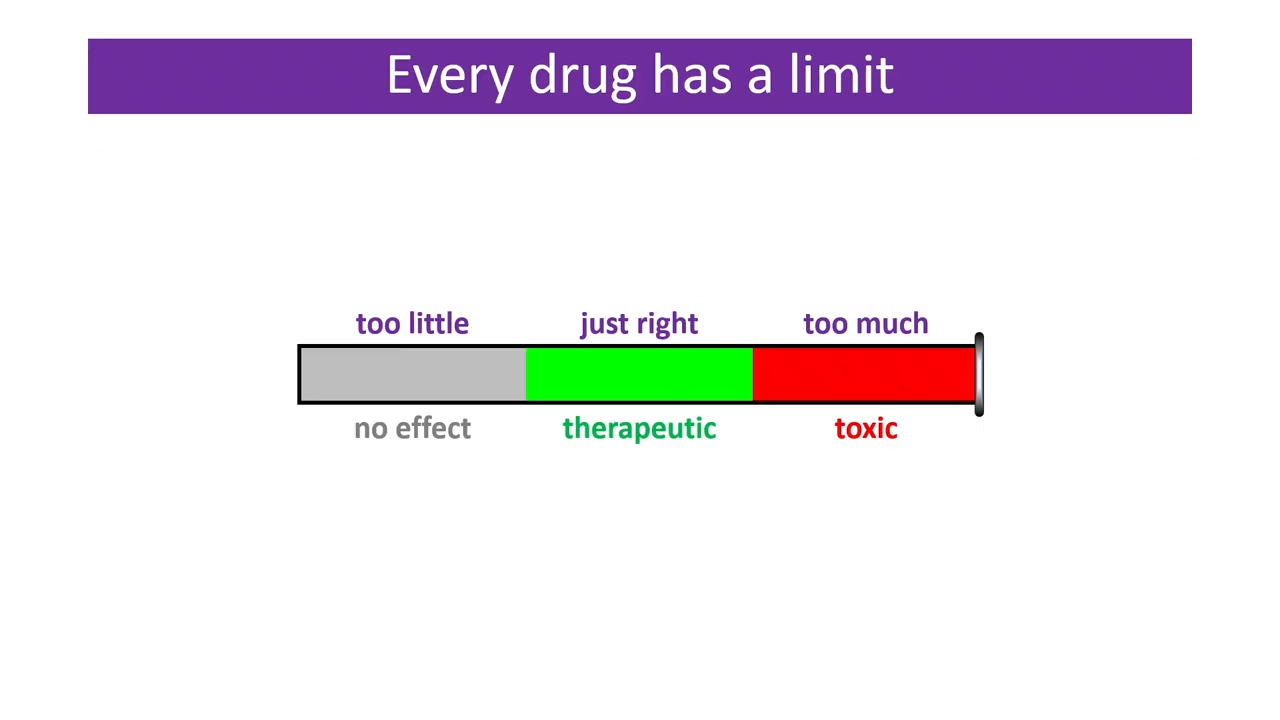 Every drug has a limit
too little just right too much
no effect therapeutic toxic